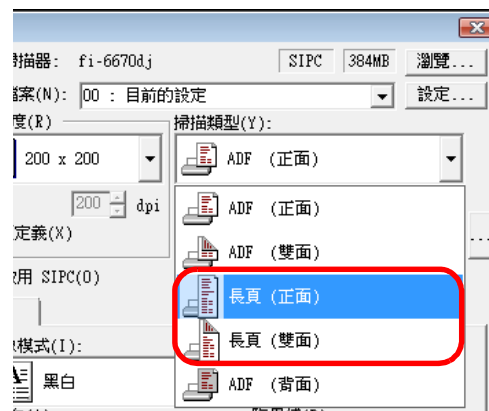 描器: fi-6670dj SIPC 384MB 瀏覽...
檔案(N): 00 : 目前的設定 設定...
度(R) 掃描類型(Y):
200 x 200 ADF (正面)
200 dpi ADF (正面)
定義(X) ADF (雙面) ...
用 SIPC(O) 長頁 (正面)
模式(I): 長頁 (雙面)
黑白 ADF (背面)